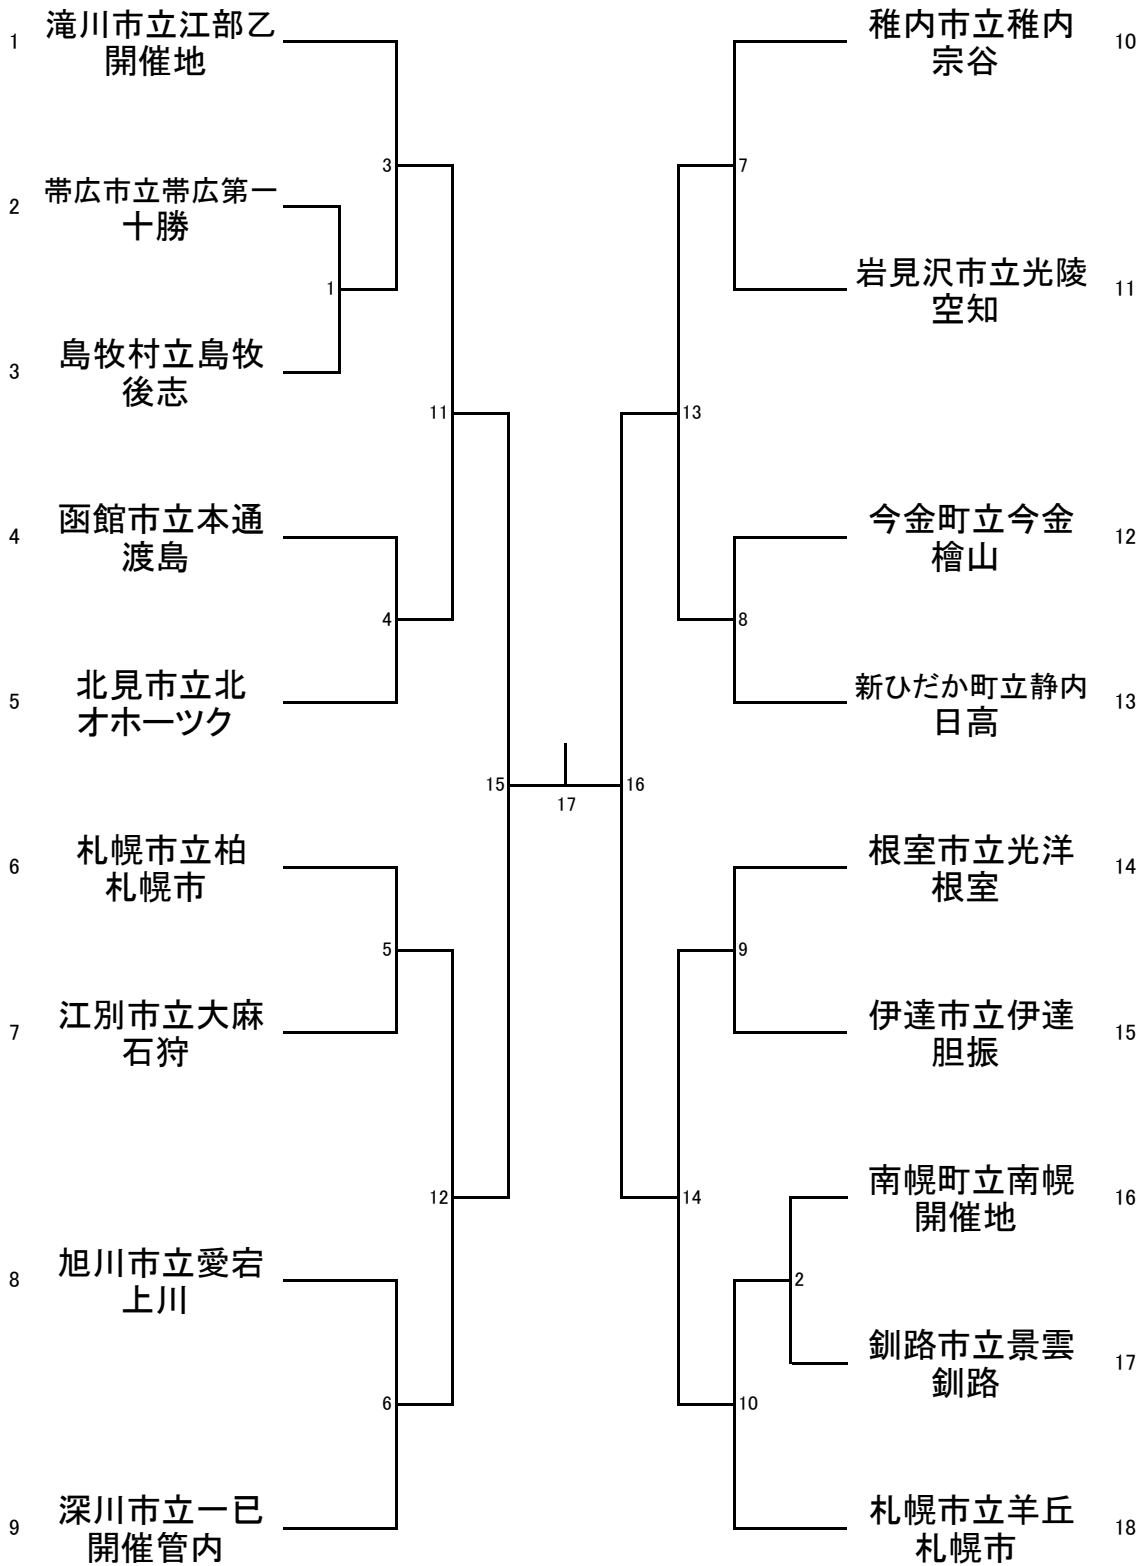 1 滝川市立江部乙
開催地
2 帯広市立帯広第一
十勝
3 島牧村立島牧
後志
4 函館市立本通
渡島
5 北見市立北
オホーツク
6 札幌市立柏
札幌市
7 江別市立大麻
石狩
8 旭川市立愛宕
上川
9 深川市立一已
開催管内
3
1
11
4
15
5
12
6
17
7
13
8
16
9
14
2
10
稚内市立稚内 10
宗谷
岩見沢市立光陵 11
空知
今金町立今金 12
檜山
新ひだか町立静内 13
日高
根室市立光洋 14
根室
伊達市立伊達 15
胆振
南幌町立南幌 16
開催地
釧路市立景雲 17
釧路
札幌市立羊丘 18
札幌市